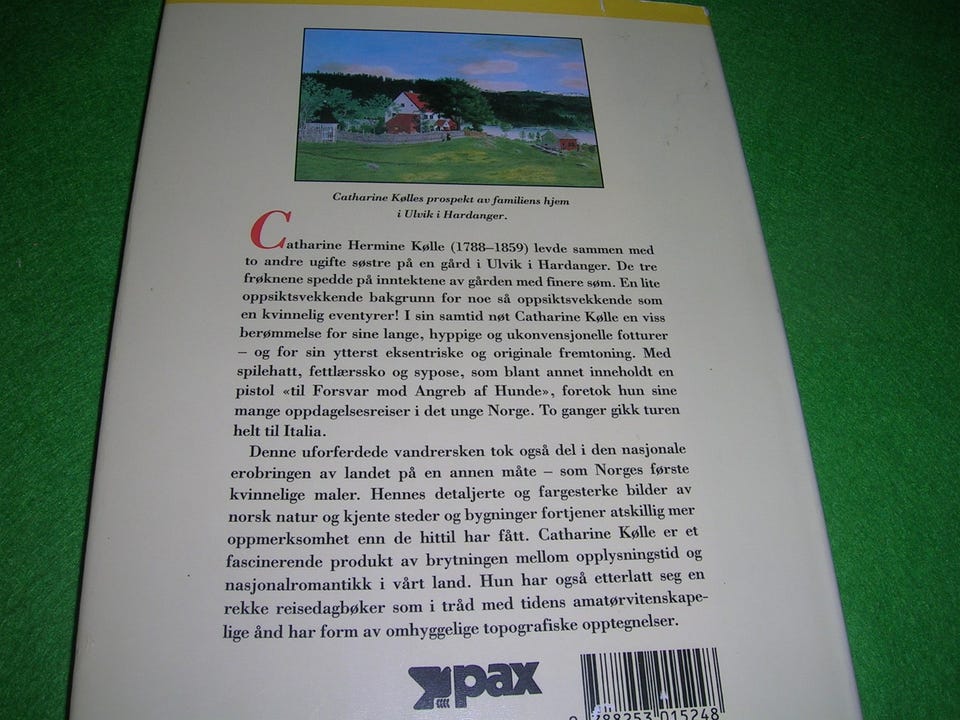 Catharine Kølles prospekt av familiens hjem
i Ulvik i Hardanger.
Catharine Hermine Kølle (1788–1859) levde sammen med
to andre ugifte søstre på en gård i Ulvik i Hardanger. De tre
frøknene spedde på inntektene av gården med finere søm. En lite
oppsiktsvekkende bakgrunn for noe så oppsiktsvekkende som
en kvinnelig eventyrer! I sin samtid nøt Catharine Kølle en viss
berømmelse for sine lange, hyppige og ukonvensjonelle fotturer
– og for sin ytterst eksentriske og originale fremtoning. Med
spilehatt, fettlærssko og sypose, som blant annet inneholdt en
pistol «til Forsvar mod Angreb af Hunde», foretok hun sine
mange oppdagelsesreiser i det unge Norge. To ganger gikk turen
helt til Italia.
Denne uforferdede vandrersken tok også del i den nasjonale
erobringen av landet på en annen måte – som Norges første
kvinnelige maler. Hennes detaljerte og fargesterke bilder av
norsk natur og kjente steder og bygninger fortjener atskillig mer
oppmerksomhet enn de hittil har fått. Catharine Kølle er et
fascinerende produkt av brytningen mellom opplysningstid og
nasjonalromantikk i vårt land. Hun har også etterlatt seg en
rekke reisedagbøker som i tråd med tidens amatørvitenskape-
lige ånd har form av omhyggelige topografiske opptegnelser.
pax
9 788253 015248